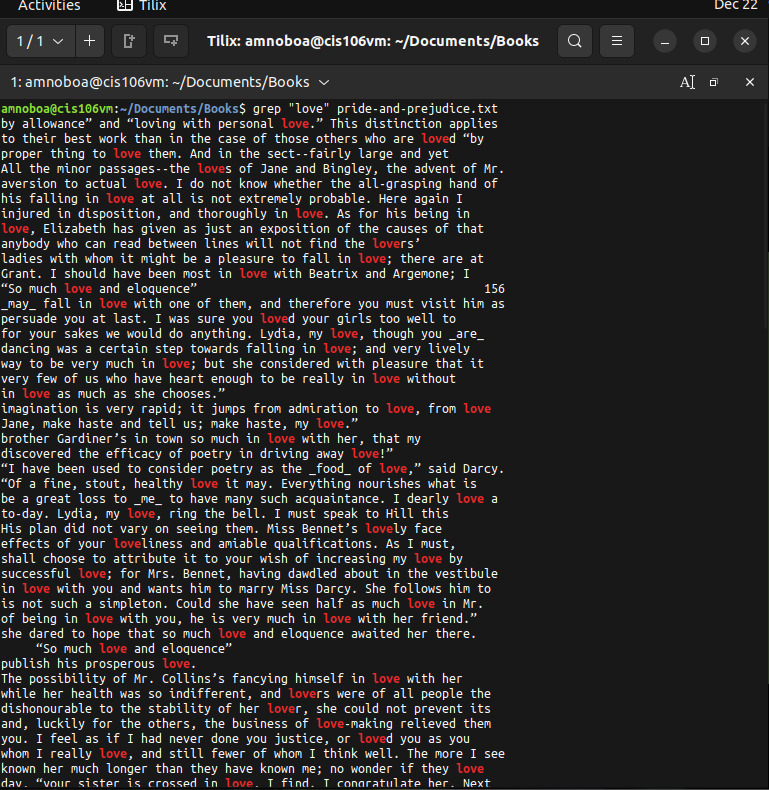 Activities Tilix Dec 22
1 / 1 Tilix: amnoboa@cis106vm: ~/Documents/Books
1: amnoboa@cis106vm: ~/Documents/Books
amnoboa@cis106vm:~/Documents/Books$ grep "love" pride-and-prejudice.txt
by allowance” and “loving with personal love.” This distinction applies
to their best work than in the case of those others who are loved “by
proper thing to love them. And in the sect--fairly large and yet
All the minor passages--the loves of Jane and Bingley, the advent of Mr.
aversion to actual love. I do not know whether the all-grasping hand of
his falling in love at all is not extremely probable. Here again I
injured in disposition, and thoroughly in love. As for his being in
love, Elizabeth has given as just an exposition of the causes of that
anybody who can read between lines will not find the lovers’
ladies with whom it might be a pleasure to fall in love; there are at
Grant. I should have been most in love with Beatrix and Argemone; I
“So much love and eloquence” 156
_may_ fall in love with one of them, and therefore you must visit him as
persuade you at last. I was sure you loved your girls too well to
for your sakes we would do anything. Lydia, my love, though you _are_
dancing was a certain step towards falling in love; and very lively
way to be very much in love; but she considered with pleasure that it
very few of us who have heart enough to be really in love without
in love as much as she chooses.”
imagination is very rapid; it jumps from admiration to love, from love
Jane, make haste and tell us; make haste, my love.”
brother Gardiner’s in town so much in love with her, that my
discovered the efficacy of poetry in driving away love!”
“I have been used to consider poetry as the _food_ of love,” said Darcy.
“Of a fine, stout, healthy love it may. Everything nourishes what is
be a great loss to _me_ to have many such acquaintance. I dearly love a
to-day. Lydia, my love, ring the bell. I must speak to Hill this
His plan did not vary on seeing them. Miss Bennet’s lovely face
effects of your loveliness and amiable qualifications. As I must,
shall choose to attribute it to your wish of increasing my love by
successful love; for Mrs. Bennet, having dawdled about in the vestibule
in love with you and wants him to marry Miss Darcy. She follows him to
is not such a simpleton. Could she have seen half as much love in Mr.
of being in love with you, he is very much in love with her friend.”
she dared to hope that so much love and eloquence awaited her there.
“So much love and eloquence”
publish his prosperous love.
The possibility of Mr. Collins’s fancying himself in love with her
while her health was so indifferent, and lovers were of all people the
dishonourable to the stability of her lover, she could not prevent its
and, luckily for the others, the business of love-making relieved them
you. I feel as if I had never done you justice, or loved you as you
whom I really love, and still fewer of whom I think well. The more I see
known her much longer than they have known me; no wonder if they love
day, “your sister is crossed in love, I find. I congratulate her. Next